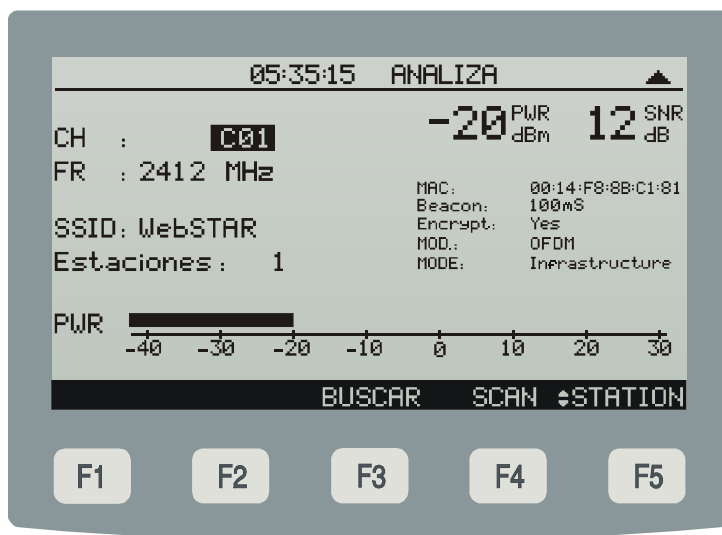 05:35:15 ANALIZA
-20 PWR dBm 12 SNR dB
CH : C01
FR : 2412 MHz
MAC: 00:14:F8:8B:C1:81
Beacon: 100mS
SSID: WebSTAR
Encrypt: Yes
MOD.: OFDM
Estaciones : 1
MODE: Infrastructure
PWR
-40 -30 -20 -10 0 10 20 30
BUSCAR SCAN STATION
F1 F2 F3 F4 F5